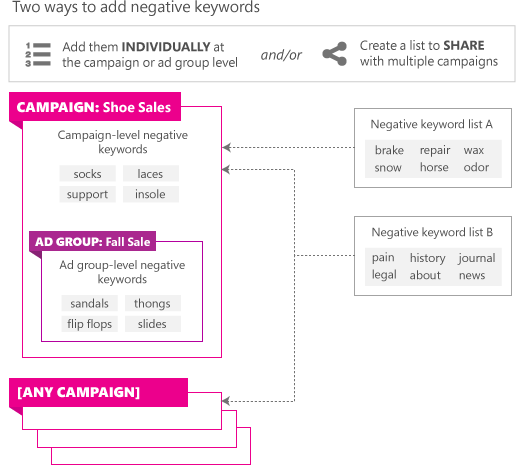 Two ways to add negative keywords
1
2
3
Add them INDIVIDUALLY at
the campaign or ad group level
and/or
Create a list to SHARE
with multiple campaigns
CAMPAIGN: Shoe Sales
Campaign-level negative
keywords
socks laces
support insole
AD GROUP: Fall Sale
Ad group-level negative
keywords
sandals thongs
flip flops slides
[ANY CAMPAIGN]
Negative keyword list A
brake repair wax
snow horse odor
Negative keyword list B
pain history journal
legal about news